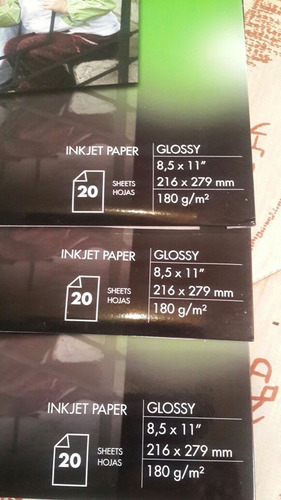 INKJET PAPER
GLOSSY
8,5 x 11"
216 x 279 mm
180 g/m²
20
SHEETS
HOJAS
INKJET PAPER
GLOSSY
8,5 x 11"
216 x 279 mm
180 g/m²
20
SHEETS
HOJAS
INKJET PAPER
GLOSSY
8,5 x 11"
216 x 279 mm
180 g/m²
20
SHEETS
HOJAS